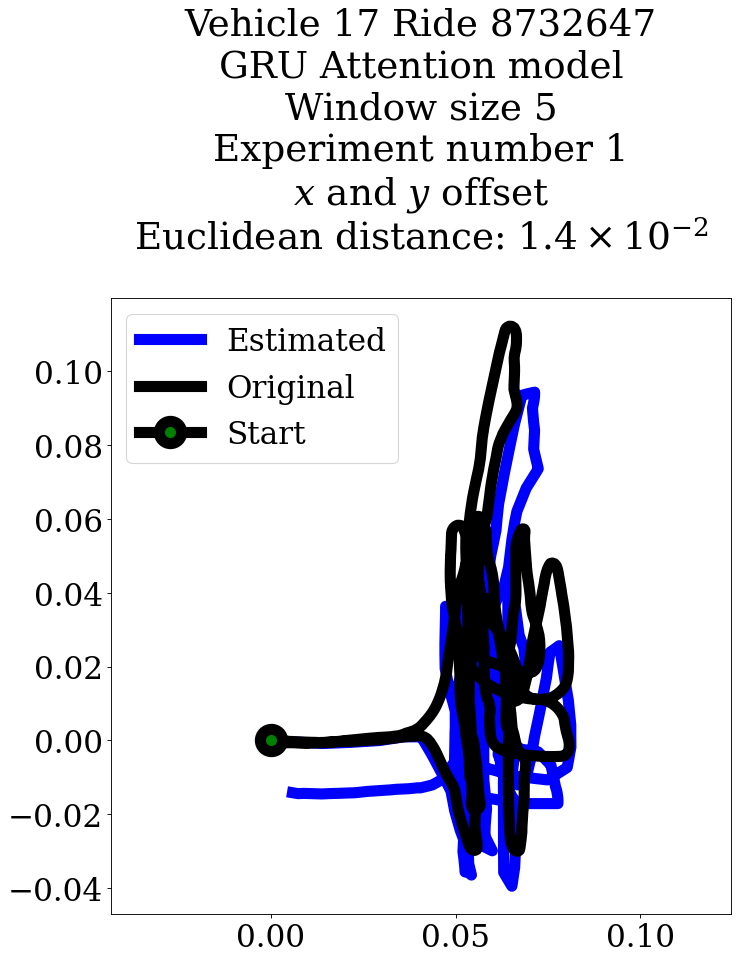 Vehicle 17 Ride 8732647
GRU Attention model
Window size 5
Experiment number 1
x and y offset
Euclidean distance: 1.4 × 10⁻²
Estimated
Original
Start
0.10
0.08
0.06
0.04
0.02
0.00
−0.02
−0.04
0.00 0.05 0.10